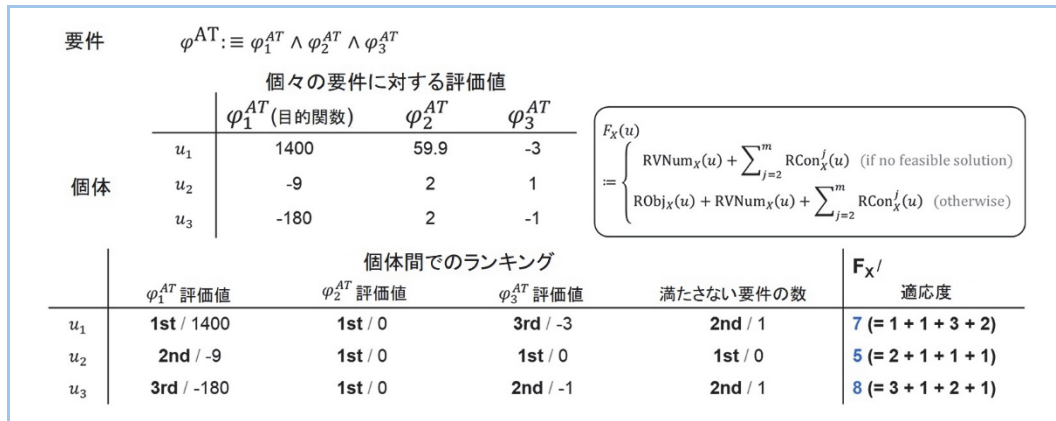 要件 φ^AT :≡ φ₁^AT ∧ φ₂^AT ∧ φ₃^AT
個々の要件に対する評価値
φ₁^AT (目的関数) φ₂^AT φ₃^AT
u₁ 1400 59.9 -3
個体 u₂ -9 2 1
u₃ -180 2 -1
F_X(u)
:= { RVNum_X(u) + ∑_{j=2}^{m} RCon_X^j(u) (if no feasible solution)
RObj_X(u) + RVNum_X(u) + ∑_{j=2}^{m} RCon_X^j(u) (otherwise)
個体間でのランキング F_X /
φ₁^AT 評価値 φ₂^AT 評価値 φ₃^AT 評価値 満たさない要件の数 適応度
u₁ 1st / 1400 1st / 0 3rd / -3 2nd / 1 7 (= 1 + 1 + 3 + 2)
u₂ 2nd / -9 1st / 0 1st / 0 1st / 0 5 (= 2 + 1 + 1 + 1)
u₃ 3rd / -180 1st / 0 2nd / -1 2nd / 1 8 (= 3 + 1 + 2 + 1)